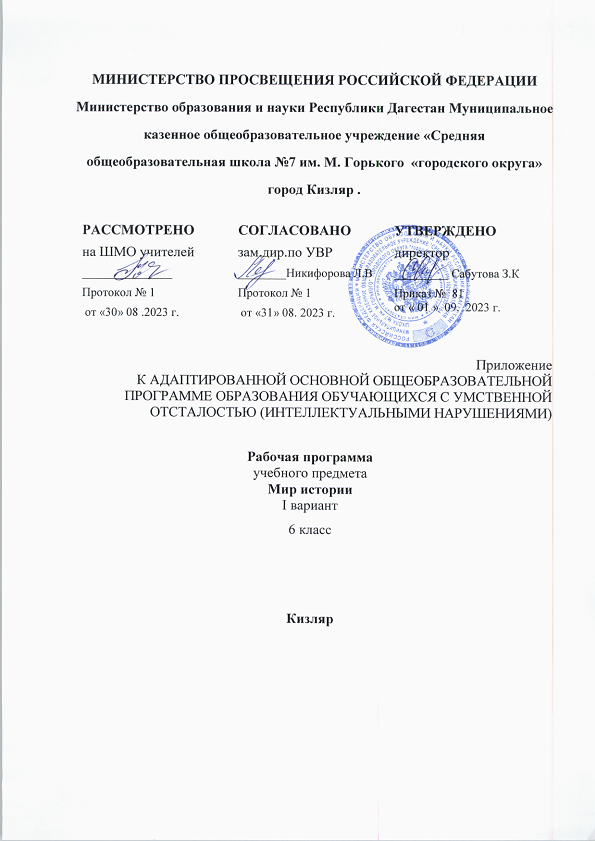 МИНИСТЕРСТВО ПРОСВЕЩЕНИЯ РОССИЙСКОЙ ФЕДЕРАЦИИ
Министерство образования и науки Республики Дагестан Муниципальное
казенное общеобразовательное учреждение «Средняя
общеобразовательная школа №7 им. М. Горького «городского округа»
город Кизляр .
РАССМОТРЕНО СОГЛАСОВАНО УТВЕРЖДЕНО
на ШМО учителей зам.дир.по УВР директор
Никифорова Л.В Сабутова З.К
Протокол № 1 Протокол № 1 Приказ № 81
от «30» 08 .2023 г. от «31» 08. 2023 г. от « 01 ». 09. .2023 г.
Приложение
К АДАПТИРОВАННОЙ ОСНОВНОЙ ОБЩЕОБРАЗОВАТЕЛЬНОЙ
ПРОГРАММЕ ОБРАЗОВАНИЯ ОБУЧАЮЩИХСЯ С УМСТВЕННОЙ
ОТСТАЛОСТЬЮ (ИНТЕЛЛЕКТУАЛЬНЫМИ НАРУШЕНИЯМИ)
Рабочая программа
учебного предмета
Мир истории
I вариант
6 класс
Кизляр